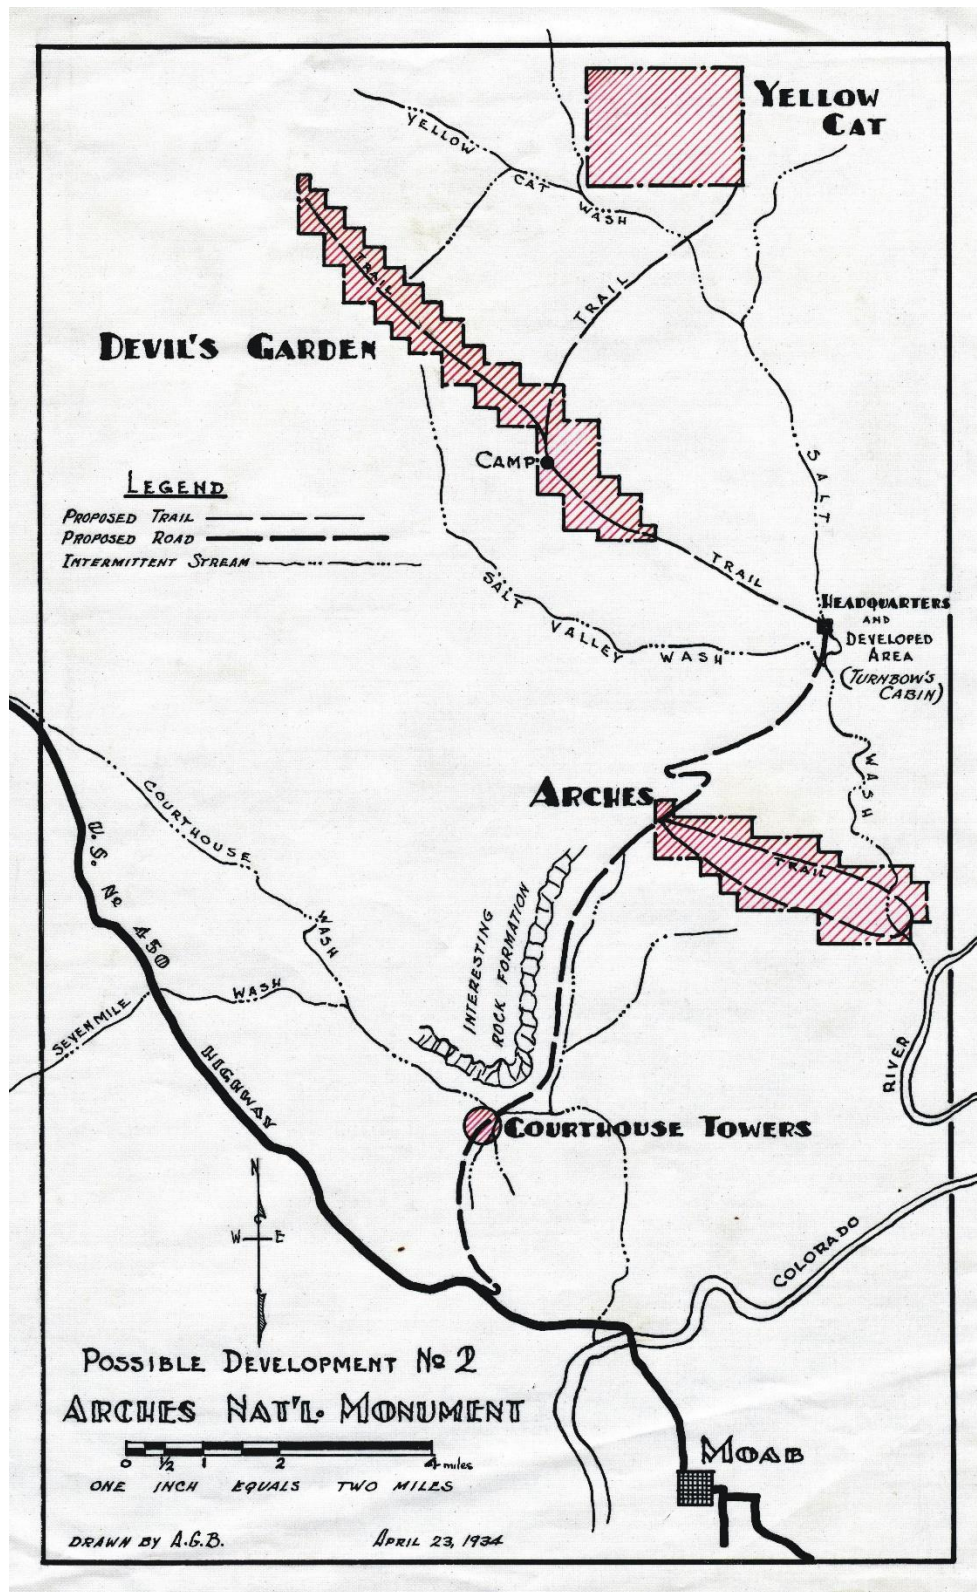 YELLOW
CAT
YELLOW
CAT
WASH
TRAIL
TRAIL
DEVIL'S GARDEN
CAMP
LEGEND
PROPOSED TRAIL
PROPOSED ROAD
INTERMITTENT STREAM
SALT
TRAIL
SALT
VALLEY
WASH
HEADQUARTERS
AND
DEVELOPED
AREA
(TURNBOW'S
CABIN)
WASH
ARCHES
TRAIL
COURTHOUSE
WASH
U.S. No 450
HIGHWAY
SEVEN MILE
WASH
INTERESTING
ROCK FORMATION
RIVER
COURTHOUSE TOWERS
N
W E
COLORADO
POSSIBLE DEVELOPMENT No 2
ARCHES NAT'L. MONUMENT
0 1/2 1 2 4 miles
ONE INCH EQUALS TWO MILES
MOAB
DRAWN BY A.G.B. APRIL 23, 1934